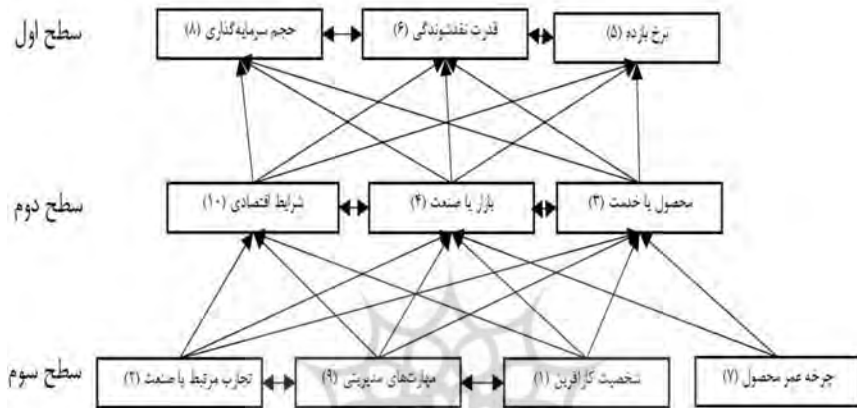 سطح اول
نرخ بازده (۵)
قدرت نقدشوندگی (۶)
حجم سرمایه‌گذاری (۸)
سطح دوم
محصول یا خدمت (۳)
بازار یا صنعت (۴)
شرایط اقتصادی (۱۰)
سطح سوم
چرخه عمر محصول (۷)
شخصیت کارآفرین (۱)
مهارت‌های مدیریتی (۹)
تجارب مرتبط با صنعت (۲)